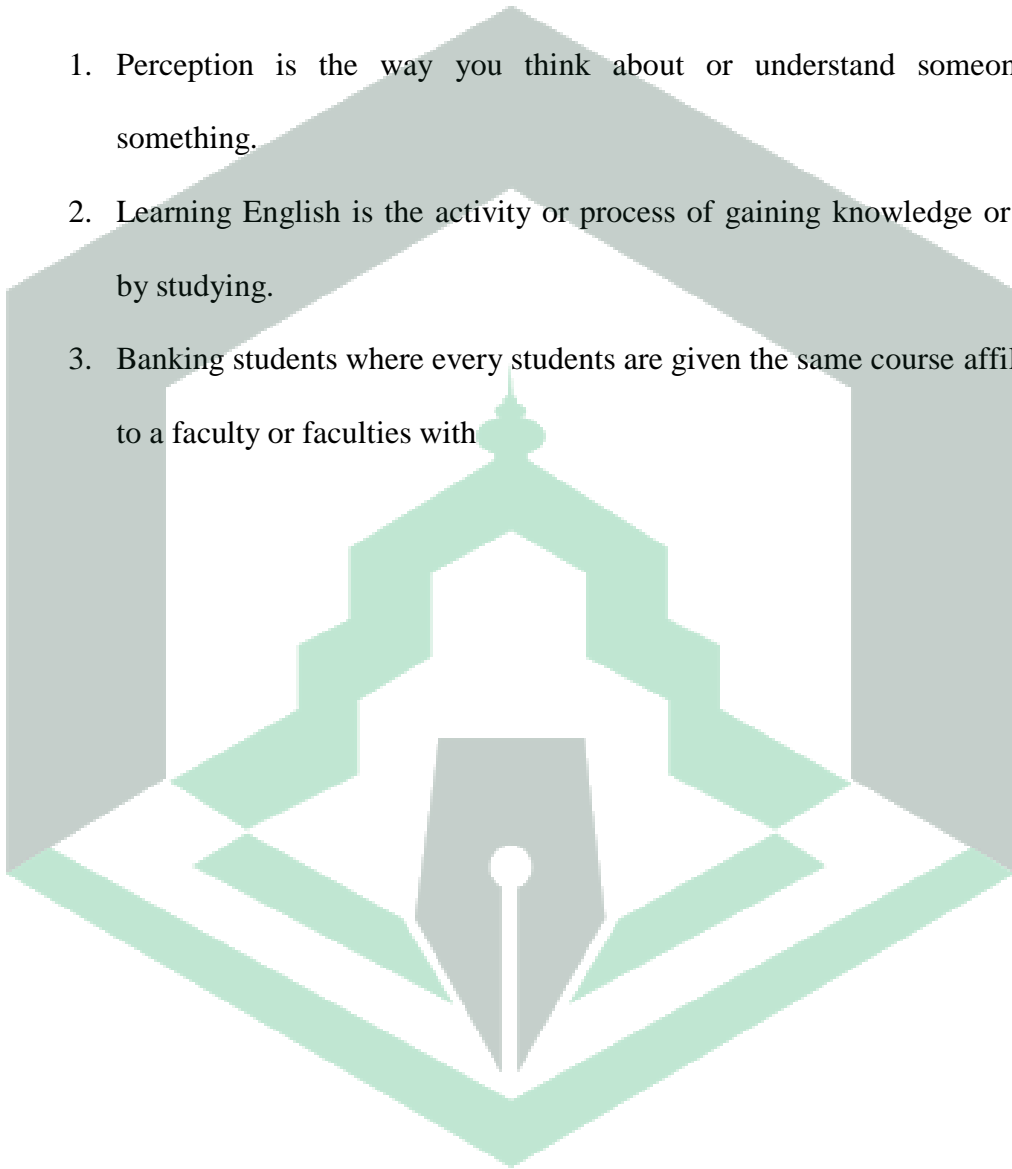 1. Perception is the way you think about or understand
something.
2. Learning English is the activity or process of gaining knowledge or
by studying.
3. Banking students where every students are given the same course
to a faculty or faculties with